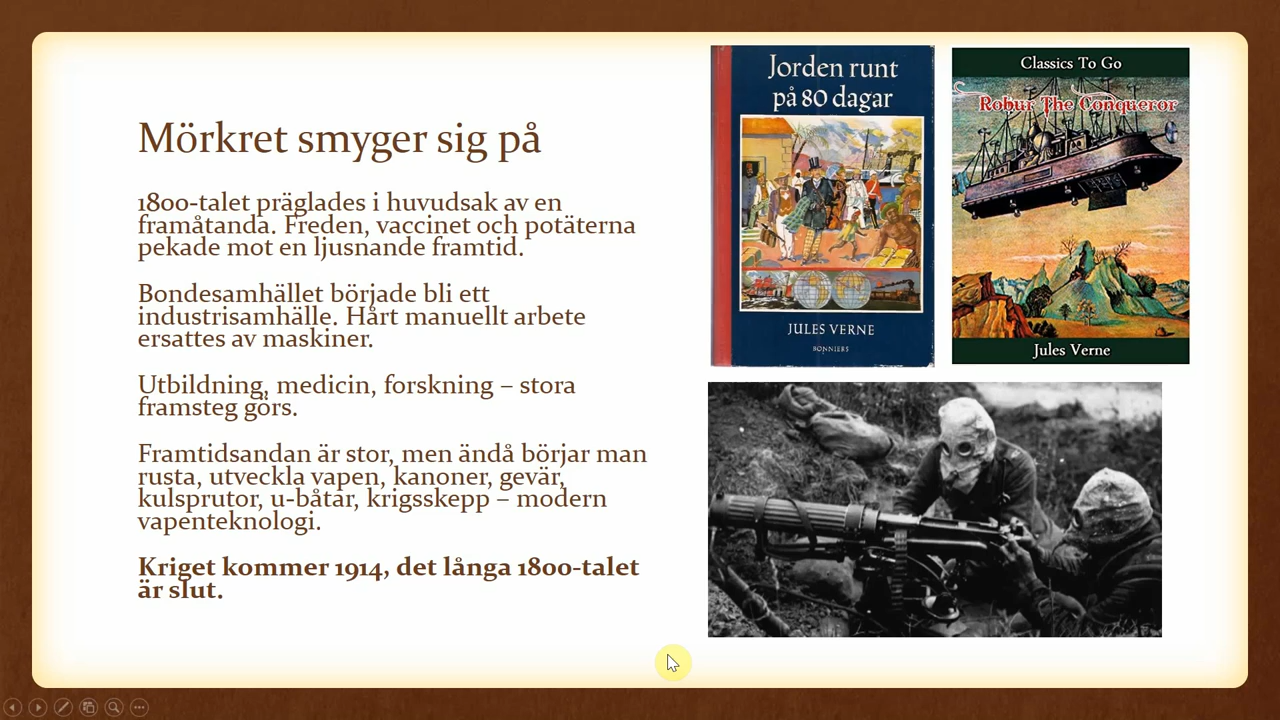 Mörkret smyger sig på
1800-talet präglades i huvudsak av en
framåtanda. Freden, vaccinet och potäterna
pekade mot en ljusnande framtid.
Bondesamhället började bli ett
industrisamhälle. Hårt manuellt arbete
ersattes av maskiner.
Utbildning, medicin, forskning – stora
framsteg görs.
Framtidsandan är stor, men ändå börjar man
rusta, utveckla vapen, kanoner, gevär,
kulsprutor, u-båtar, krigsskepp – modern
vapenteknologi.
Kriget kommer 1914, det långa 1800-talet
är slut.
Jorden runt
på 80 dagar
JULES VERNE
BONNIERS
Classics To Go
Robur The Conqueror
Jules Verne